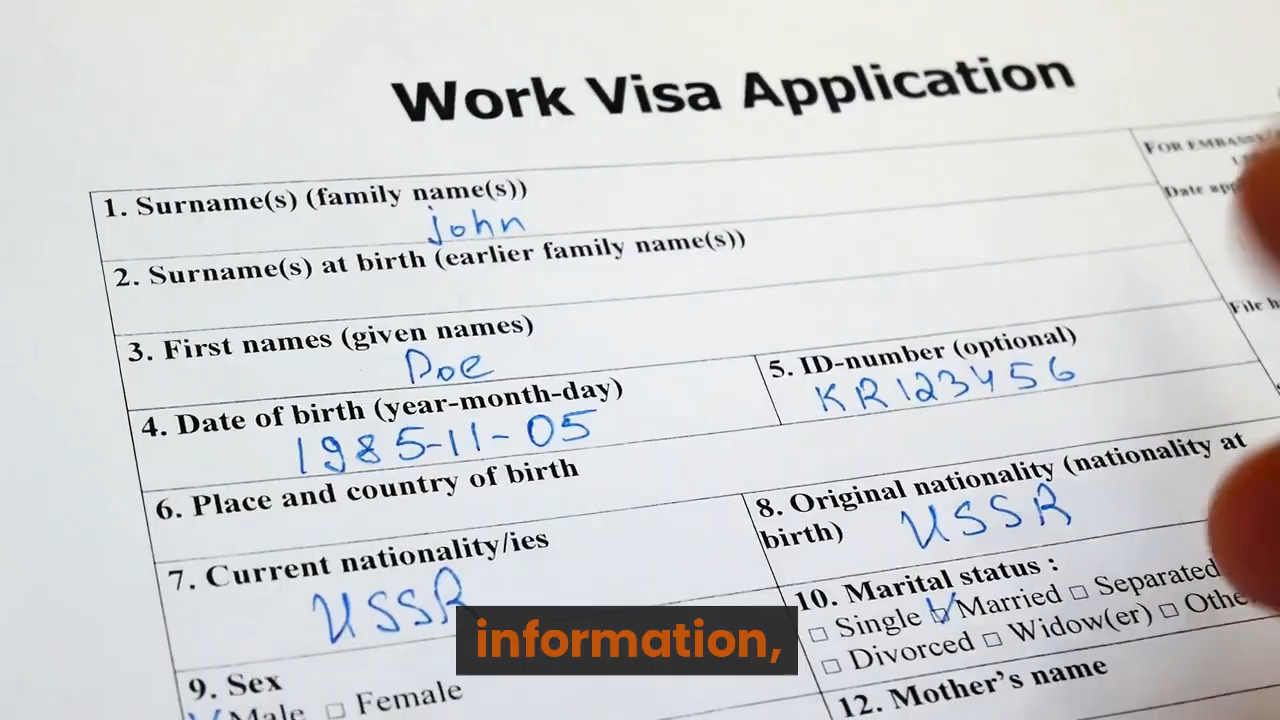 Work Visa Application
1. Surname(s) (family name(s))
john
2. Surname(s) at birth (earlier family name(s))
3. First names (given names)
Doe
4. Date of birth (year-month-day)
1985-11-05
5. ID-number (optional)
KR123456
6. Place and country of birth
7. Current nationality/ies
USSR
8. Original nationality (nationality at
birth)
USSR
9. Sex
Male
Female
10. Marital status :
Single
Married
Separated
Divorced
Widow(er)
12. Mother's name
FOR
Date
File
information,